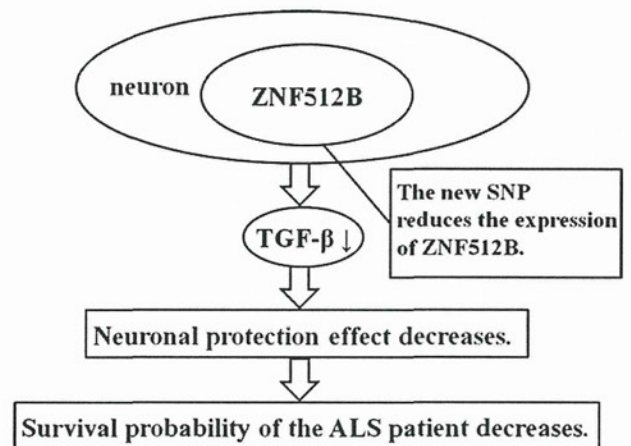 neuron
ZNF512B
The new SNP
reduces the expression
of ZNF512B.
TGF-β ↓
Neuronal protection effect decreases.
Survival probability of the ALS patient decreases.